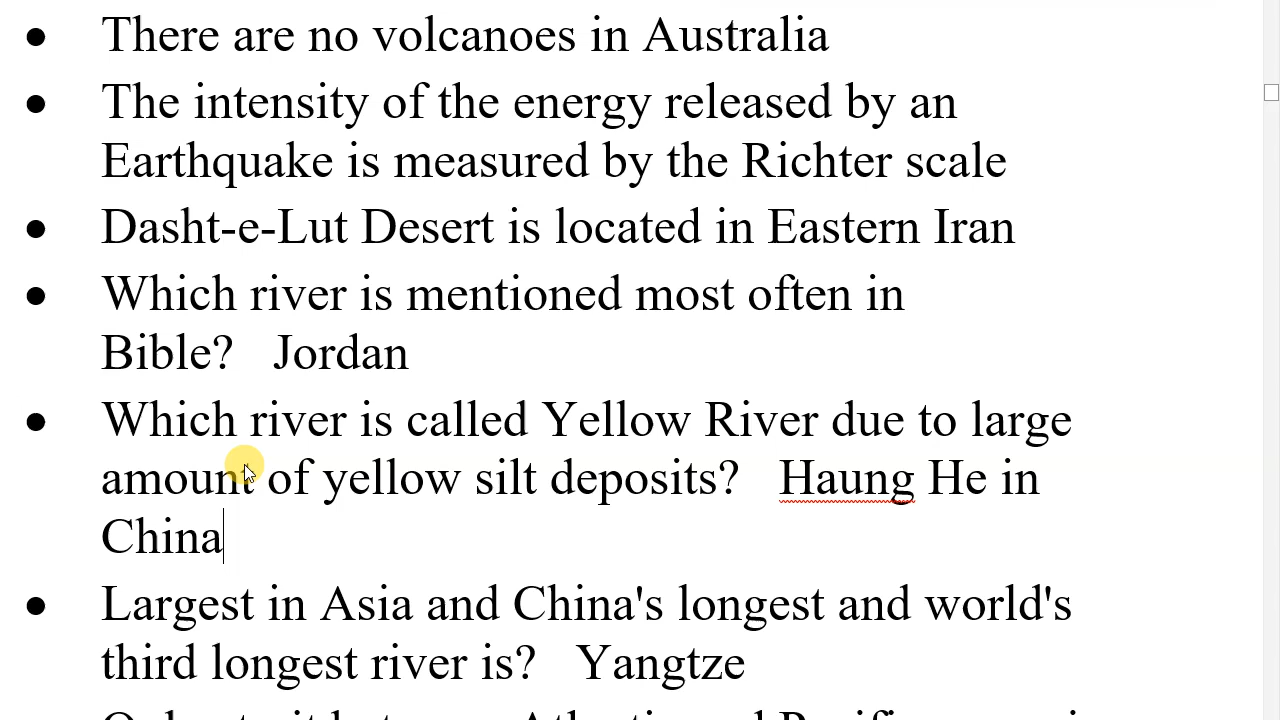 There are no volcanoes in Australia
The intensity of the energy released by an
Earthquake is measured by the Richter scale
Dasht-e-Lut Desert is located in Eastern Iran
Which river is mentioned most often in
Bible?   Jordan
Which river is called Yellow River due to large
amount of yellow silt deposits?   Haung He in
China
Largest in Asia and China's longest and world's
third longest river is?   Yangtze